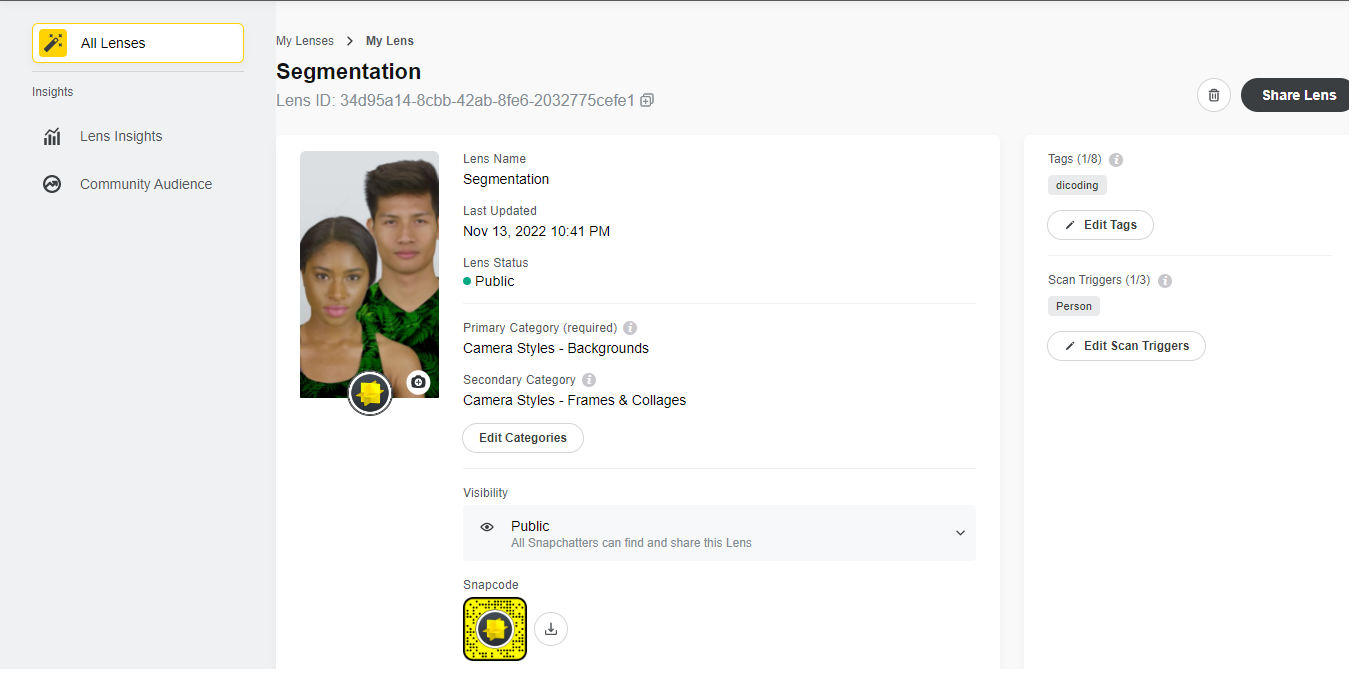 All Lenses
Insights
Lens Insights
Community Audience
My Lenses > My Lens
Segmentation
Lens ID: 34d95a14-8cbb-42ab-8fe6-2032775cefe1
Share Lens
Lens Name
Segmentation
Last Updated
Nov 13, 2022 10:41 PM
Lens Status
Public
Primary Category (required)
Camera Styles - Backgrounds
Secondary Category
Camera Styles - Frames & Collages
Edit Categories
Visibility
Public
All Snapchatters can find and share this Lens
Snapcode
Tags (1/8)
dicoding
Edit Tags
Scan Triggers (1/3)
Person
Edit Scan Triggers